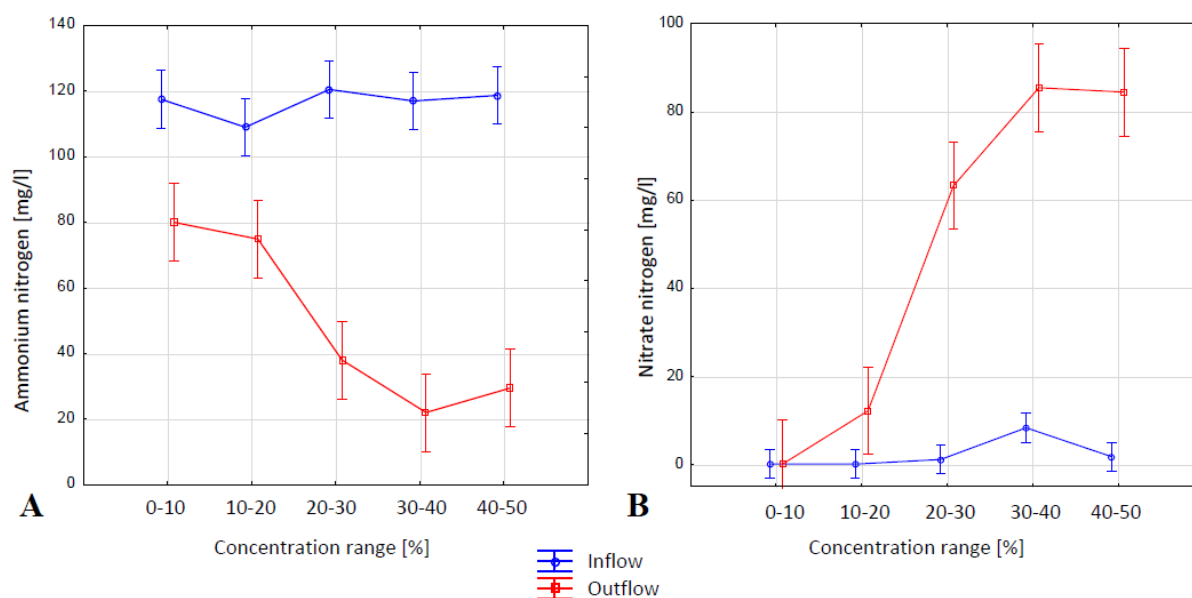 Ammonium nitrogen [mg/l]
140
120
100
80
60
40
20
0
0-10 10-20 20-30 30-40 40-50
Concentration range [%]
A
Nitrate nitrogen [mg/l]
100
80
60
40
20
0
0-10 10-20 20-30 30-40 40-50
Concentration range [%]
B
Inflow
Outflow